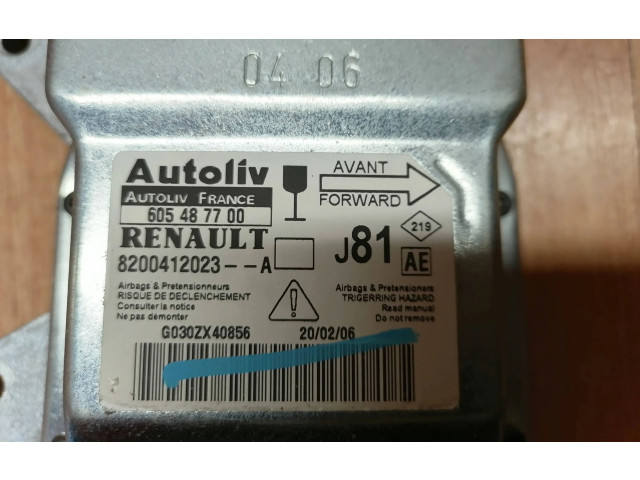 04 06
Autoliv
AUTOLIV FRANCE
605 48 77 00
RENAULT
8200412023--A
AVANT
FORWARD
219
J81
AE
Airbags & Pretensionneurs
RISQUE DE DECLENCHEMENT
Consulter la notice
Ne pas démonter
Airbags & Pretensioners
TRIGERRING HAZARD
Read manual
Do not remove
G030ZX40856 20/02/06